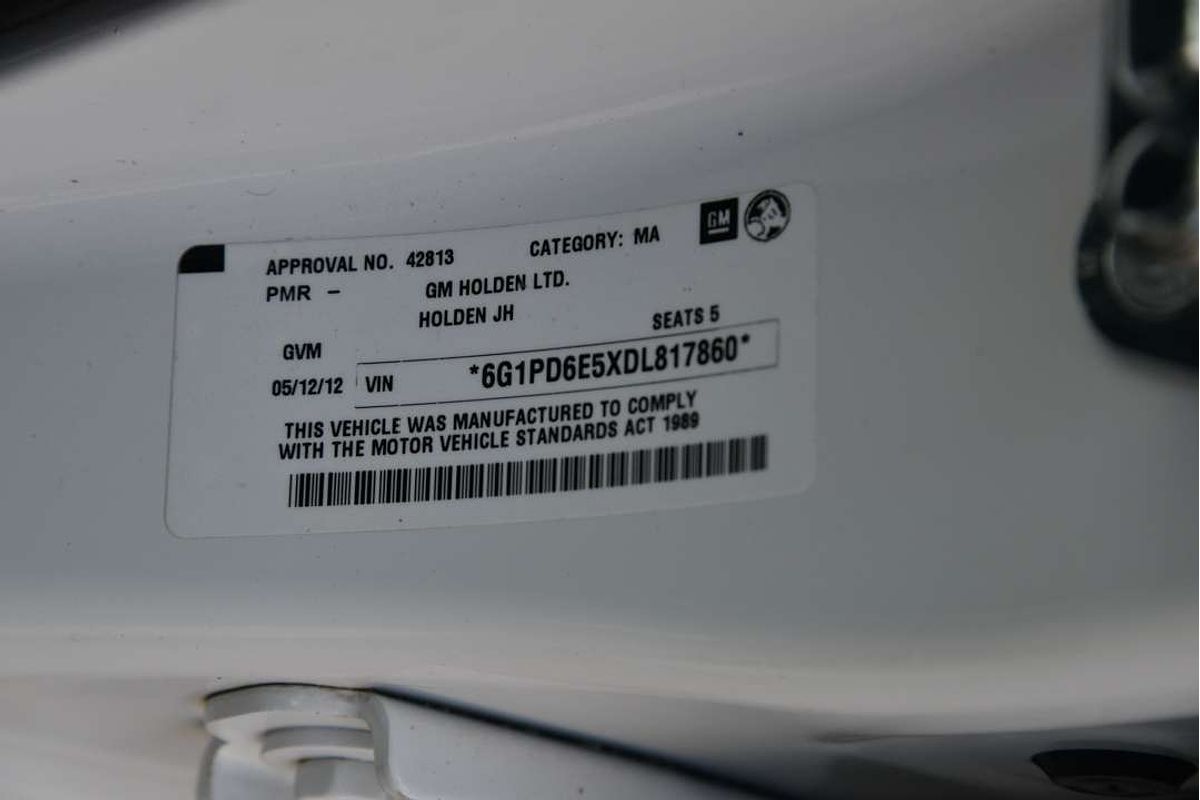 APPROVAL NO. 42813 CATEGORY: MA GM
PMR – GM HOLDEN LTD.
HOLDEN JH
SEATS 5
GVM
05/12/12 VIN *6G1PD6E5XDL817860*
THIS VEHICLE WAS MANUFACTURED TO COMPLY
WITH THE MOTOR VEHICLE STANDARDS ACT 1989